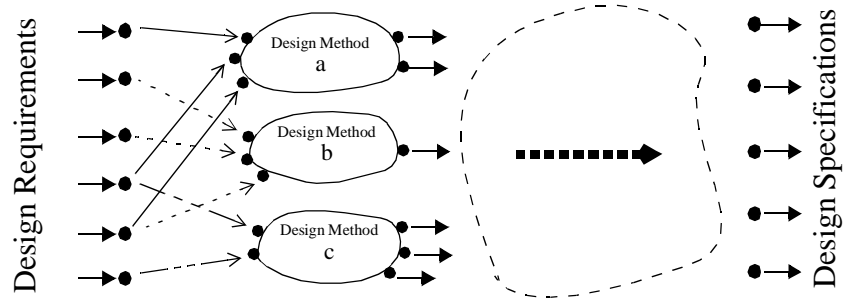 Design Requirements
Design Method
a
Design Method
b
Design Method
c
Design Specifications